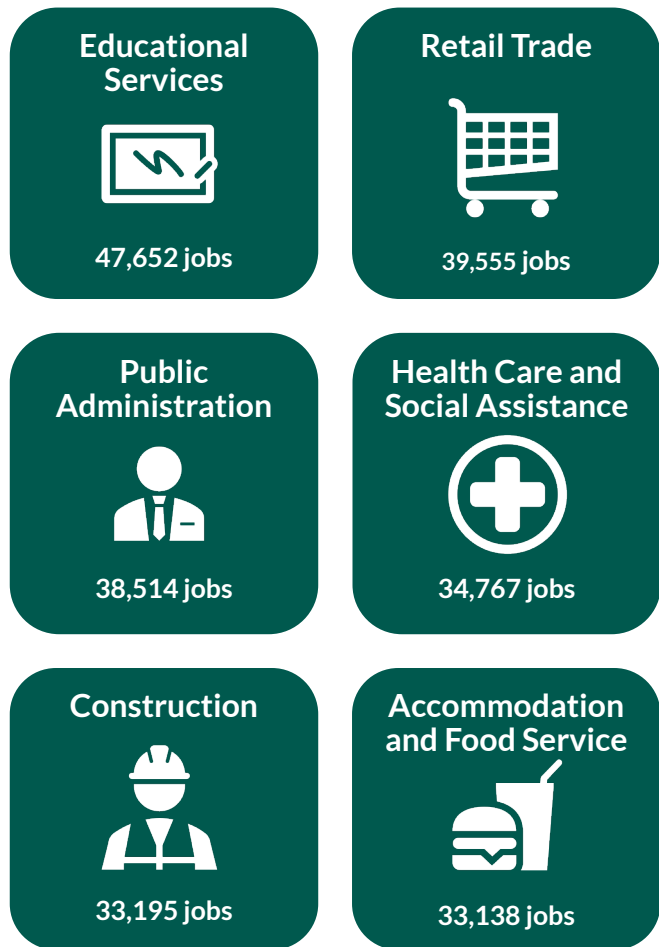 Educational
Services
47,652 jobs
Retail Trade
39,555 jobs
Public
Administration
38,514 jobs
Health Care and
Social Assistance
34,767 jobs
Construction
33,195 jobs
Accommodation
and Food Service
33,138 jobs